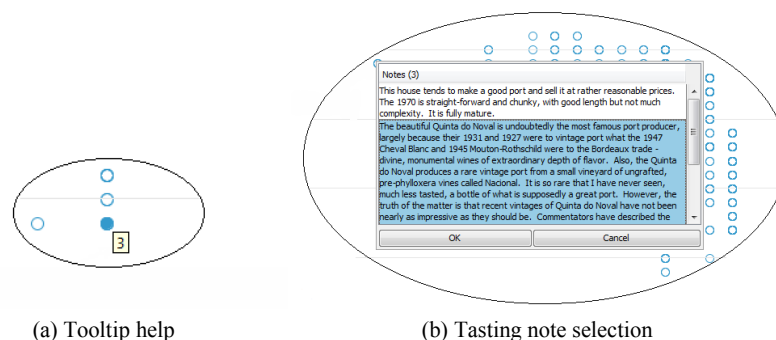 Notes (3)
This house tends to make a good port and sell it at rather reasonable prices.
The 1970 is straight-forward and chunky, with good length but not much
complexity. It is fully mature.
The beautiful Quinta do Noval is undoubtedly the most famous port producer,
largely because their 1931 and 1927 were to vintage port what the 1947
Cheval Blanc and 1945 Mouton-Rothschild were to the Bordeaux trade -
divine, monumental wines of extraordinary depth of flavor. Also, the Quinta
do Noval produces a rare vintage port from a small vineyard of ungrafted,
pre-phylloxera vines called Nacional. It is so rare that I have never seen,
much less tasted, a bottle of what is supposedly a great port. However, the
truth of the matter is that recent vintages of Quinta do Noval have not been
nearly as impressive as they should be. Commentators have described the
OK Cancel
3
(a) Tooltip help
(b) Tasting note selection